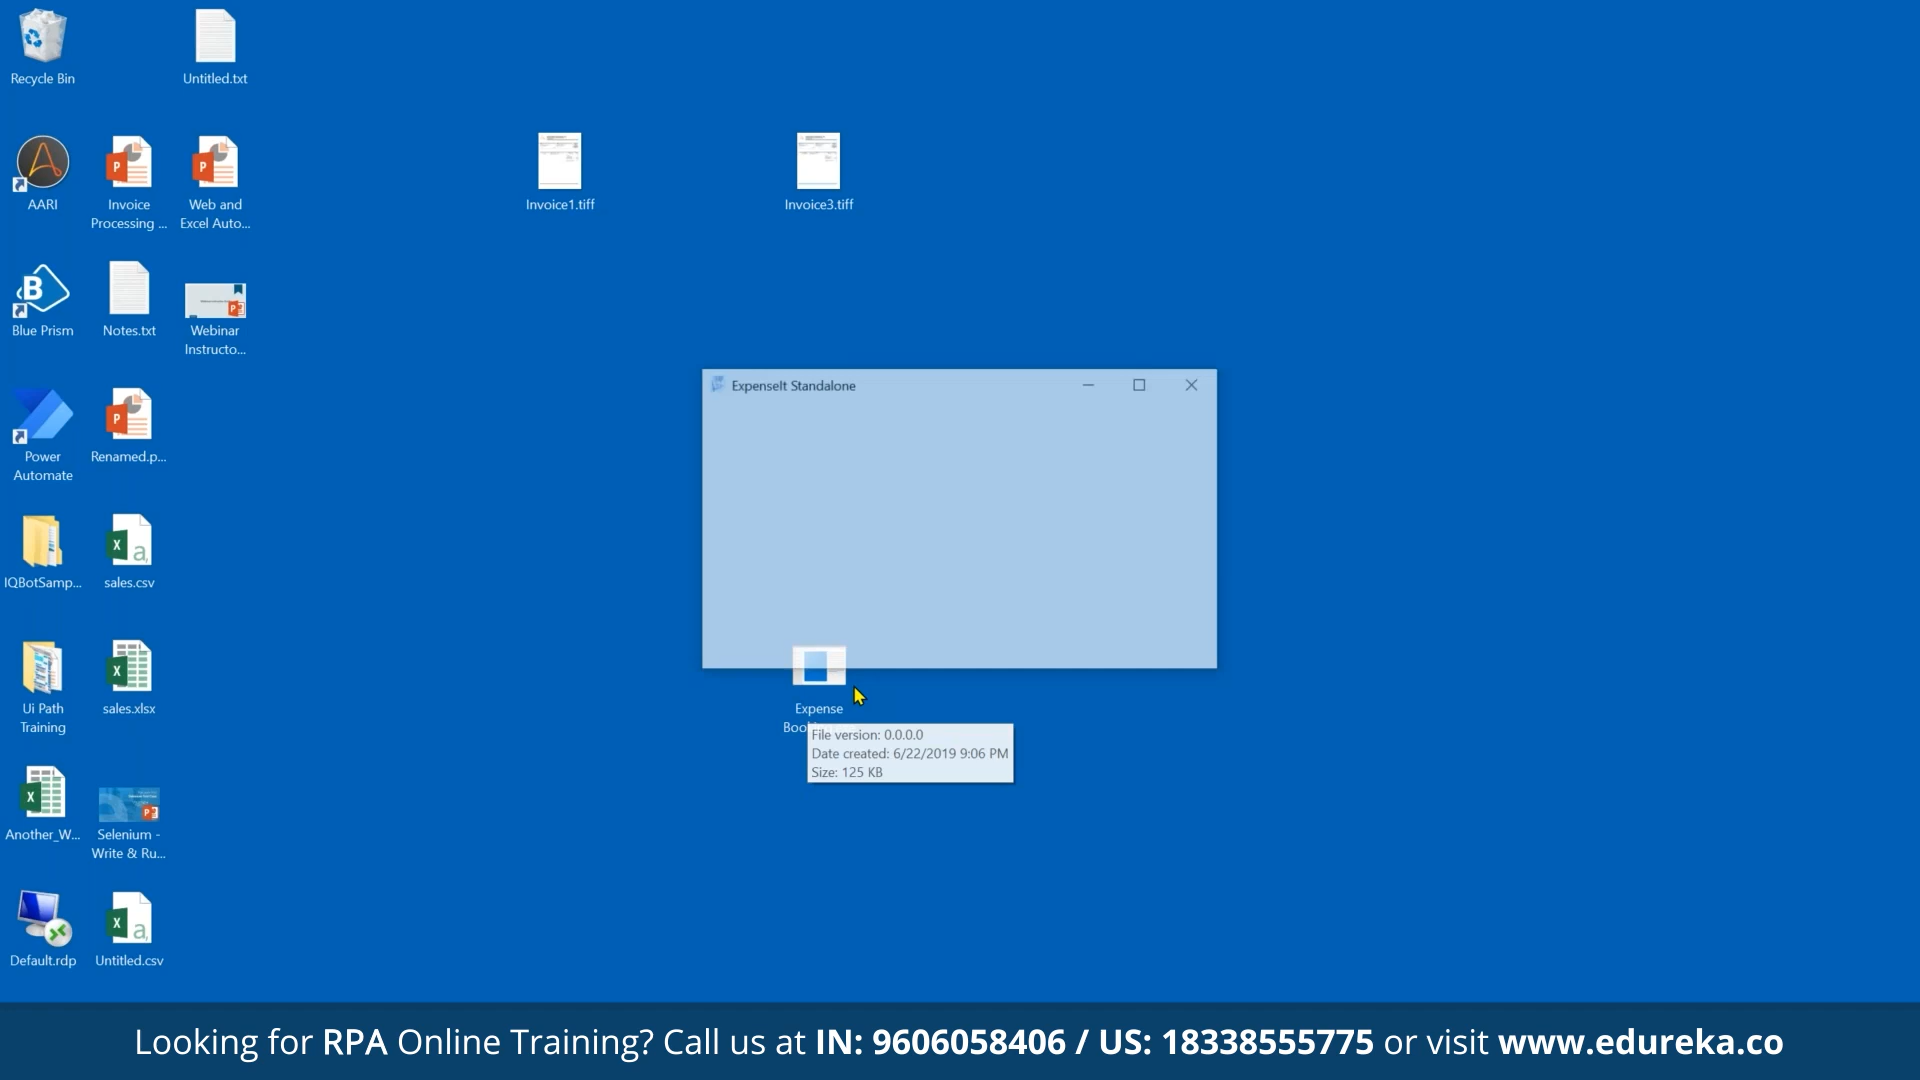 Recycle Bin
Untitled.txt
AARI
Invoice
Processing ...
Web and
Excel Auto...
Invoice1.tiff
Invoice3.tiff
Blue Prism
Notes.txt
Webinar
Instructo...
ExpenseIt Standalone
Power
Automate
Renamed.p...
IQBotSamp...
sales.csv
Ui Path
Training
sales.xlsx
Expense
File version: 0.0.0.0
Date created: 6/22/2019 9:06 PM
Size: 125 KB
Another_W...
Selenium -
Write & Ru...
Default.rdp
Untitled.csv
Looking for RPA Online Training? Call us at IN: 9606058406 / US: 18338555775 or visit www.edureka.co